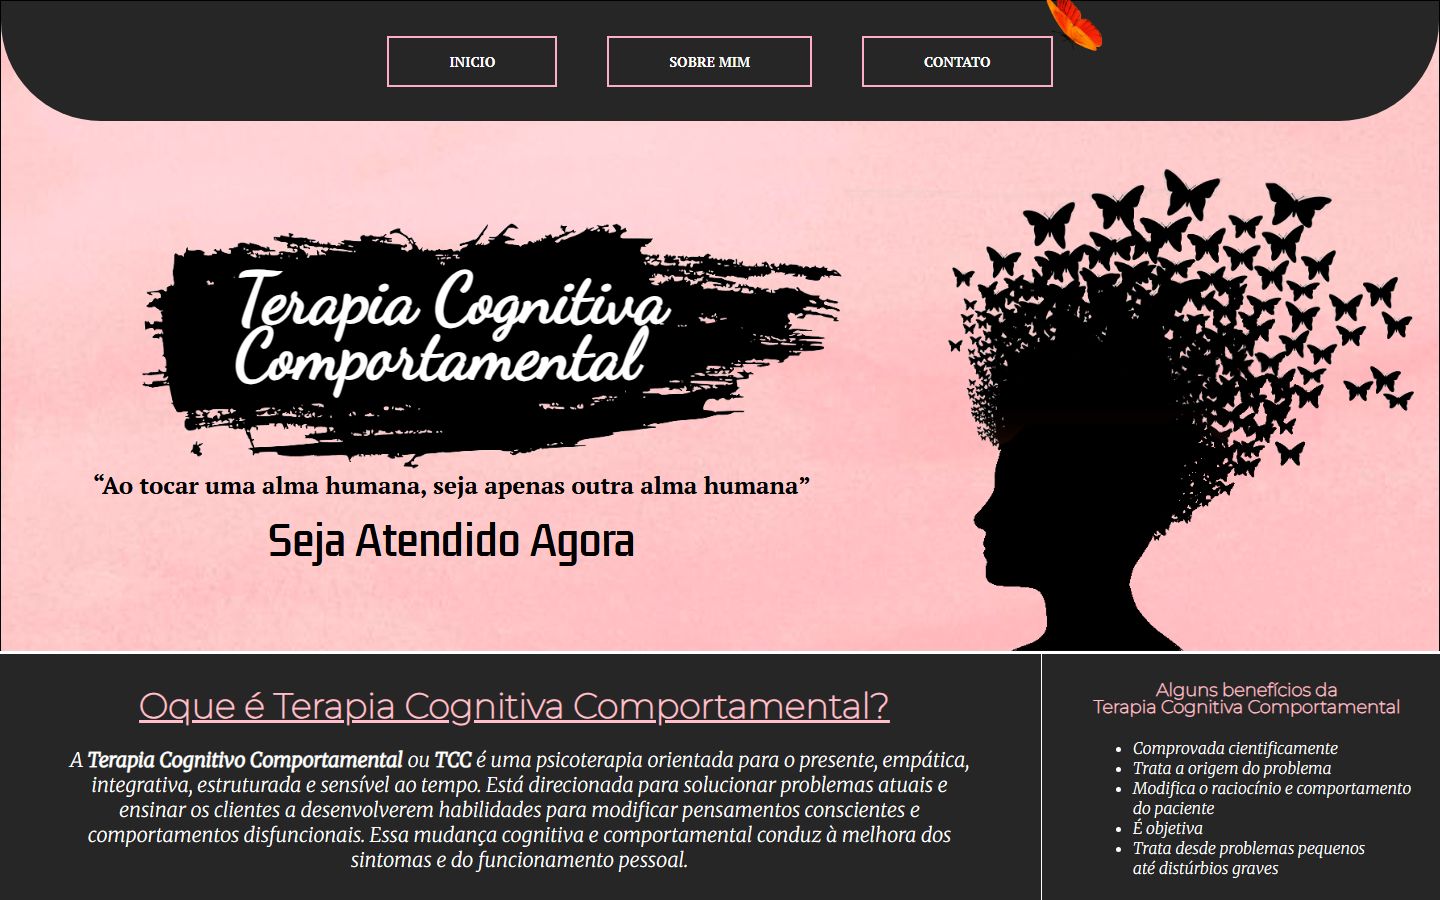 INICIO
SOBRE MIM
CONTATO
Terapia Cognitiva
Comportamental
“Ao tocar uma alma humana, seja apenas outra alma humana”
Seja Atendido Agora
Oque é Terapia Cognitiva Comportamental?
A Terapia Cognitivo Comportamental ou TCC é uma psicoterapia orientada para o presente, empática,
integrativa, estruturada e sensível ao tempo. Está direcionada para solucionar problemas atuais e
ensinar os clientes a desenvolverem habilidades para modificar pensamentos conscientes e
comportamentos disfuncionais. Essa mudança cognitiva e comportamental conduz à melhora dos
sintomas e do funcionamento pessoal.
Alguns benefícios da
Terapia Cognitiva Comportamental
• Comprovada cientificamente
• Trata a origem do problema
• Modifica o raciocínio e comportamento
do paciente
• É objetiva
• Trata desde problemas pequenos
até distúrbios graves